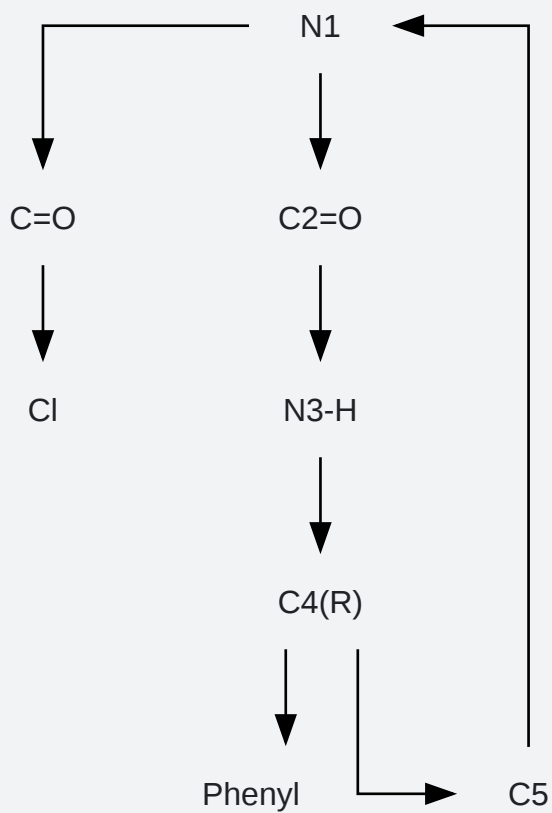 N1
C=O
C2=O
Cl
N3-H
C4(R)
Phenyl
C5